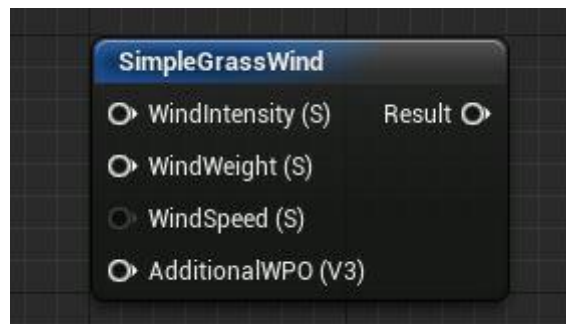 SimpleGrassWind
WindIntensity (S) Result
WindWeight (S)
WindSpeed (S)
AdditionalWPO (V3)